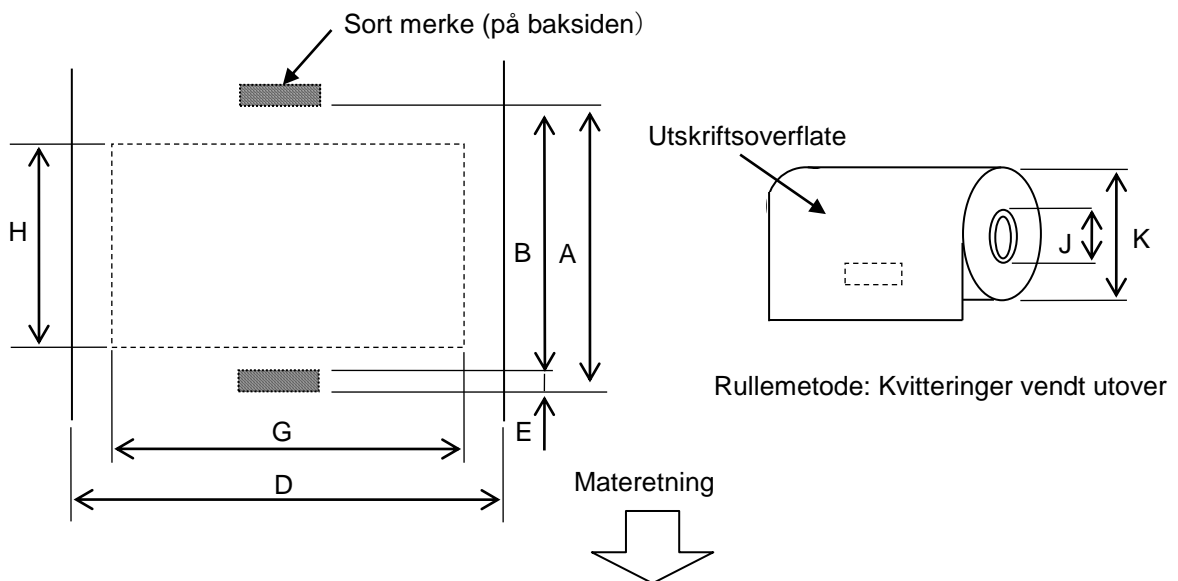 Sort merke (på baksiden）
Utskriftsoverflate
H
B
A
J
K
Rullemetode: Kvitteringer vendt utover
G
E
D
Materetning